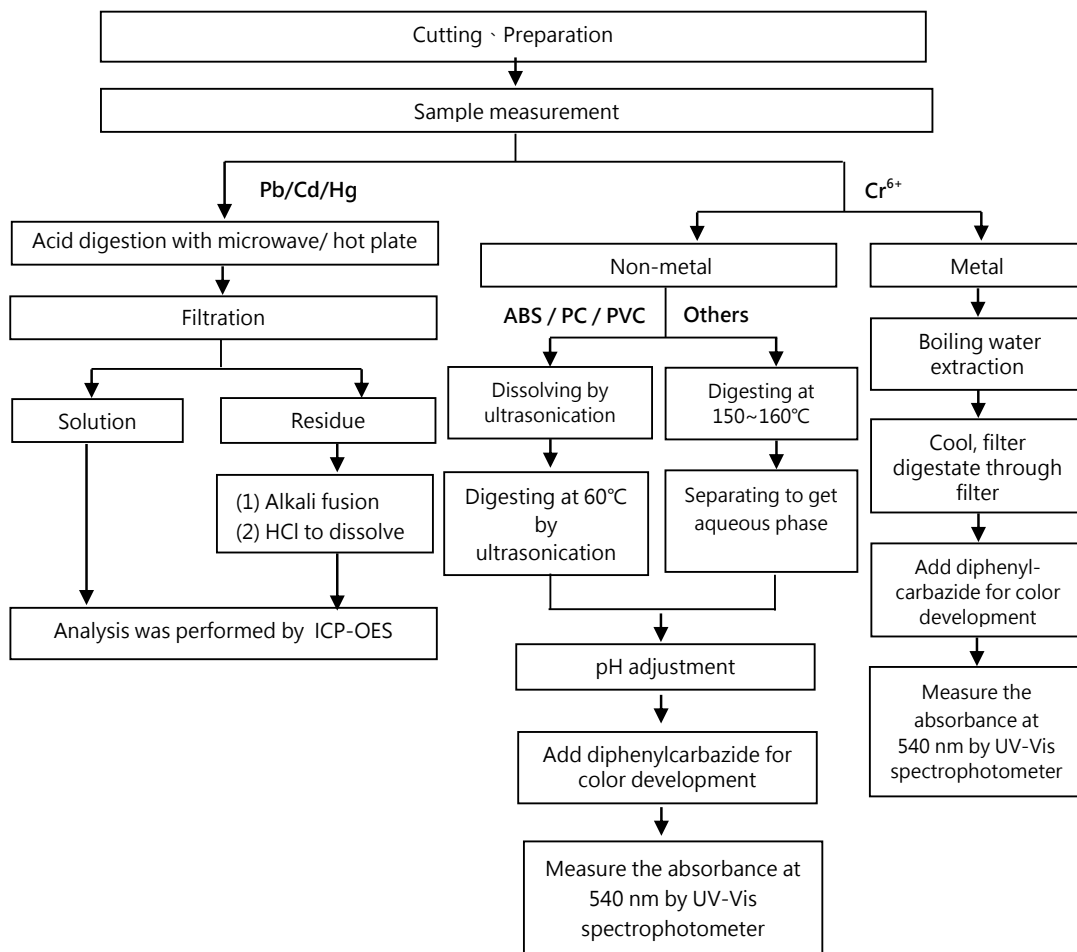 Cutting、Preparation
Sample measurement
Pb/Cd/Hg
Cr⁶⁺
Acid digestion with microwave/ hot plate
Non-metal
Metal
Filtration
ABS / PC / PVC
Others
Boiling water
extraction
Solution
Residue
Dissolving by
ultrasonication
Digesting at
150~160℃
Cool, filter
digestate through
filter
(1) Alkali fusion
(2) HCl to dissolve
Digesting at 60℃
by
ultrasonication
Separating to get
aqueous phase
Add diphenyl-
carbazide for color
development
Analysis was performed by ICP-OES
pH adjustment
Measure the
absorbance at
540 nm by UV-Vis
spectrophotometer
Add diphenylcarbazide for
color development
Measure the absorbance at
540 nm by UV-Vis
spectrophotometer